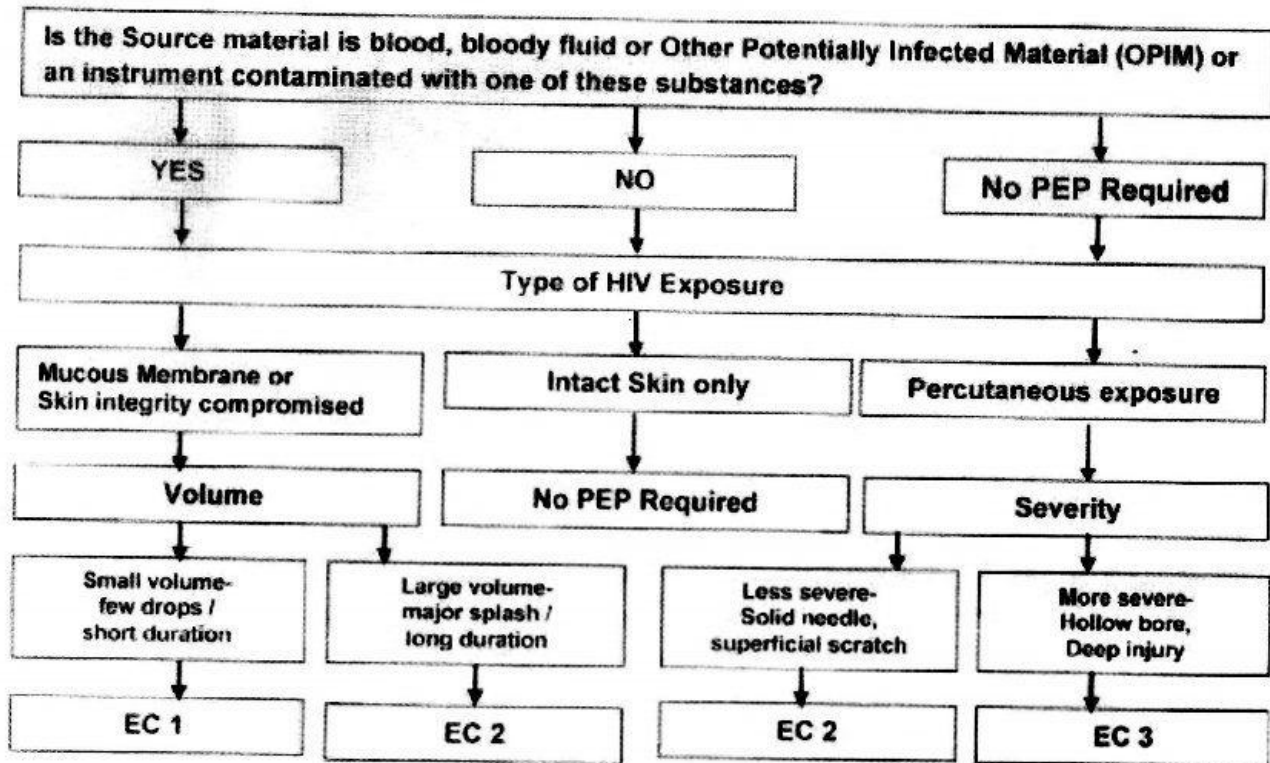 Is the Source material is blood, bloody fluid or Other Potentially Infected Material (OPIM) or
an instrument contaminated with one of these substances?
YES
NO
No PEP Required
Type of HIV Exposure
Mucous Membrane or
Skin integrity compromised
Intact Skin only
Percutaneous exposure
Volume
No PEP Required
Severity
Small volume-
few drops /
short duration
Large volume-
major splash /
long duration
Less severe-
Solid needle,
superficial scratch
More severe-
Hollow bore,
Deep injury
EC 1
EC 2
EC 2
EC 3